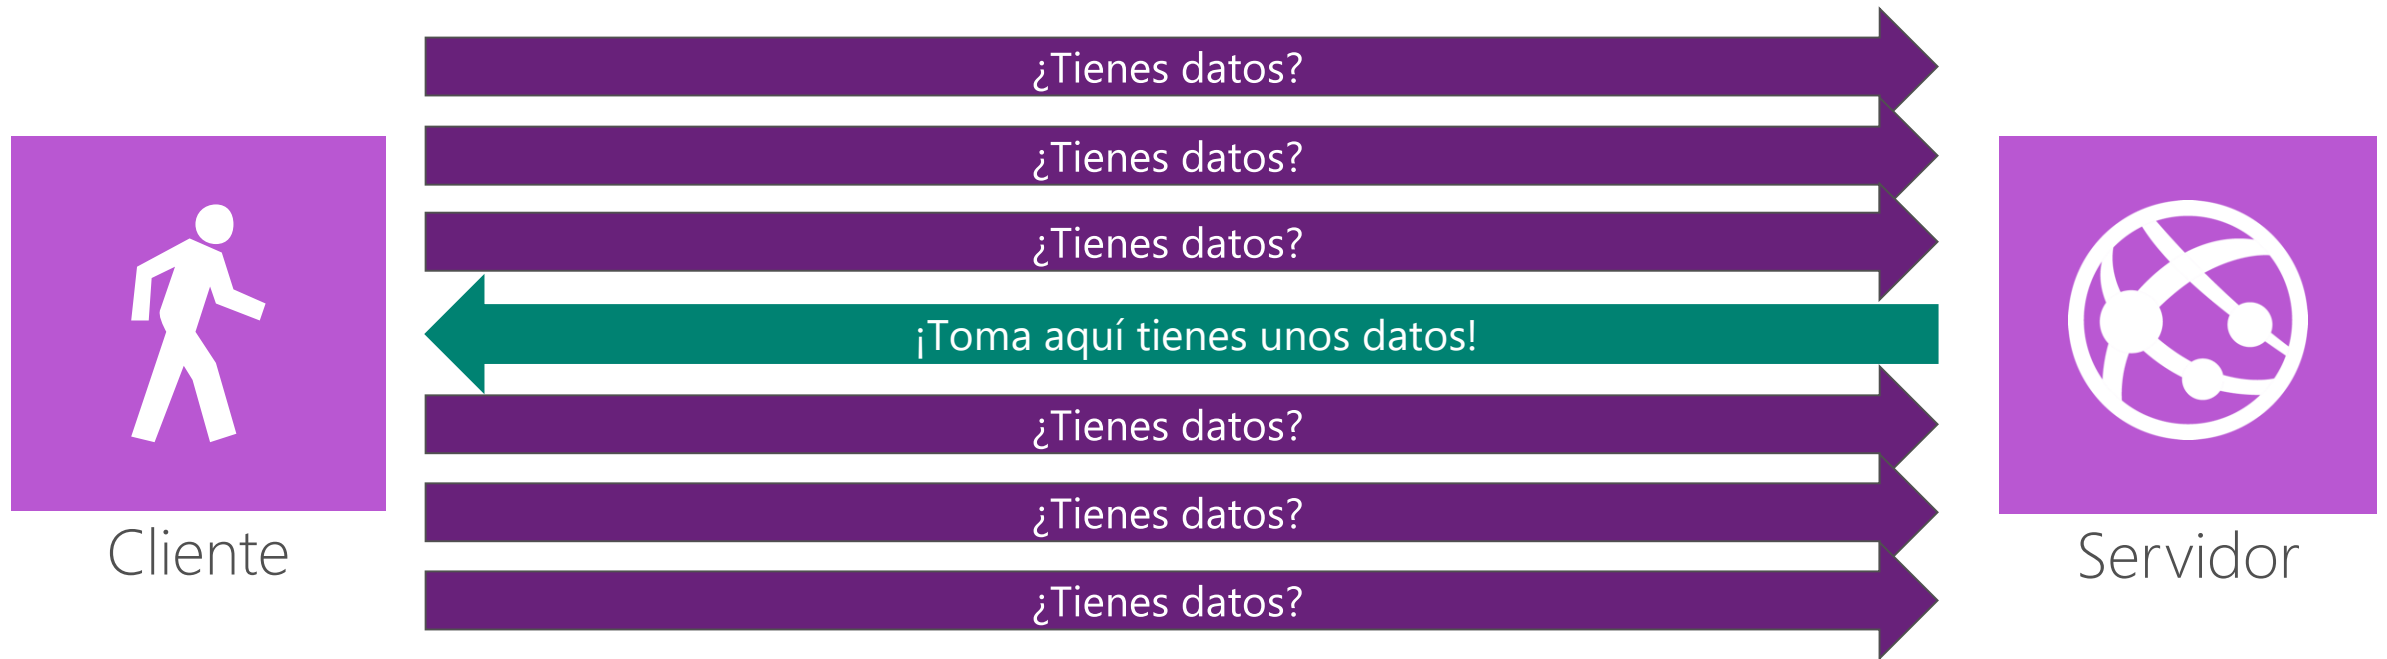 ¿Tienes datos?
¿Tienes datos?
¿Tienes datos?
¡Toma aquí tienes unos datos!
¿Tienes datos?
¿Tienes datos?
¿Tienes datos?
Cliente
Servidor